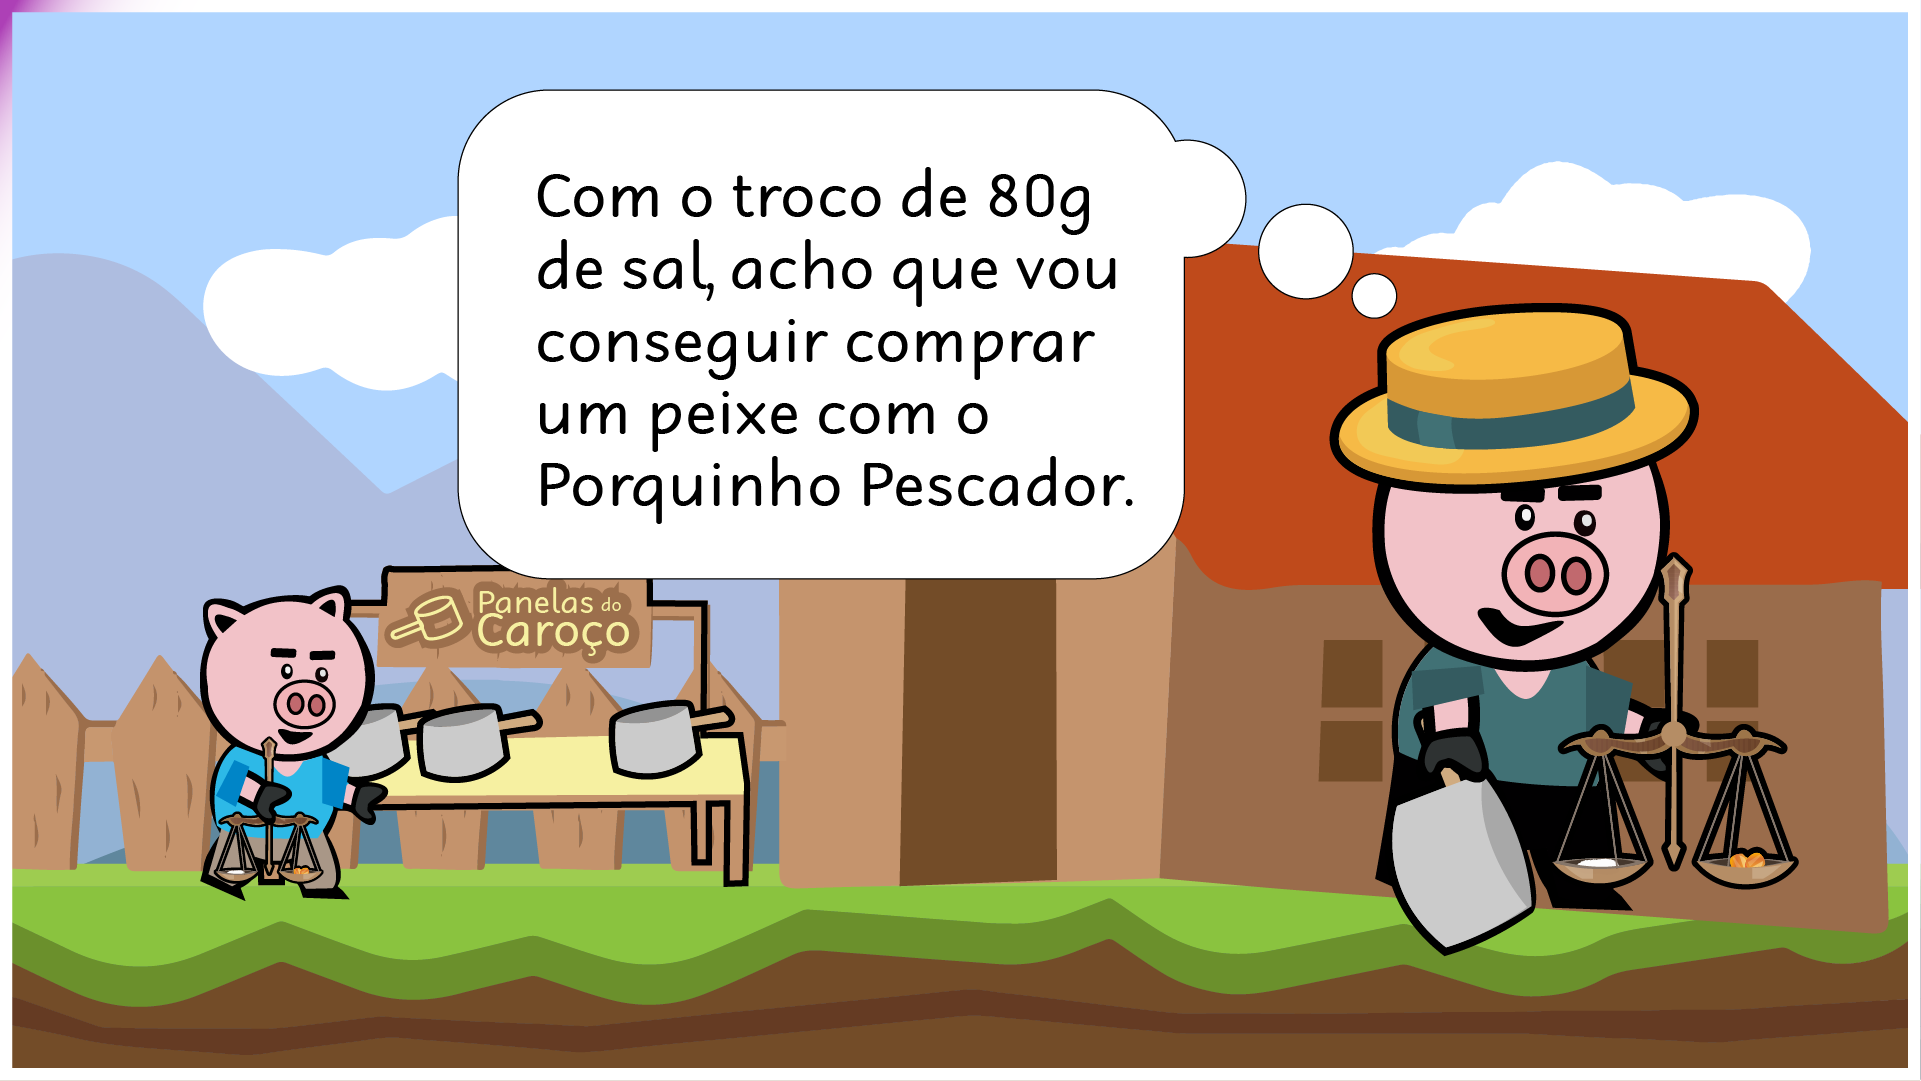 Com o troco de 80g
de sal, acho que vou
conseguir comprar
um peixe com o
Porquinho Pescador.
Panelas do
Caroço